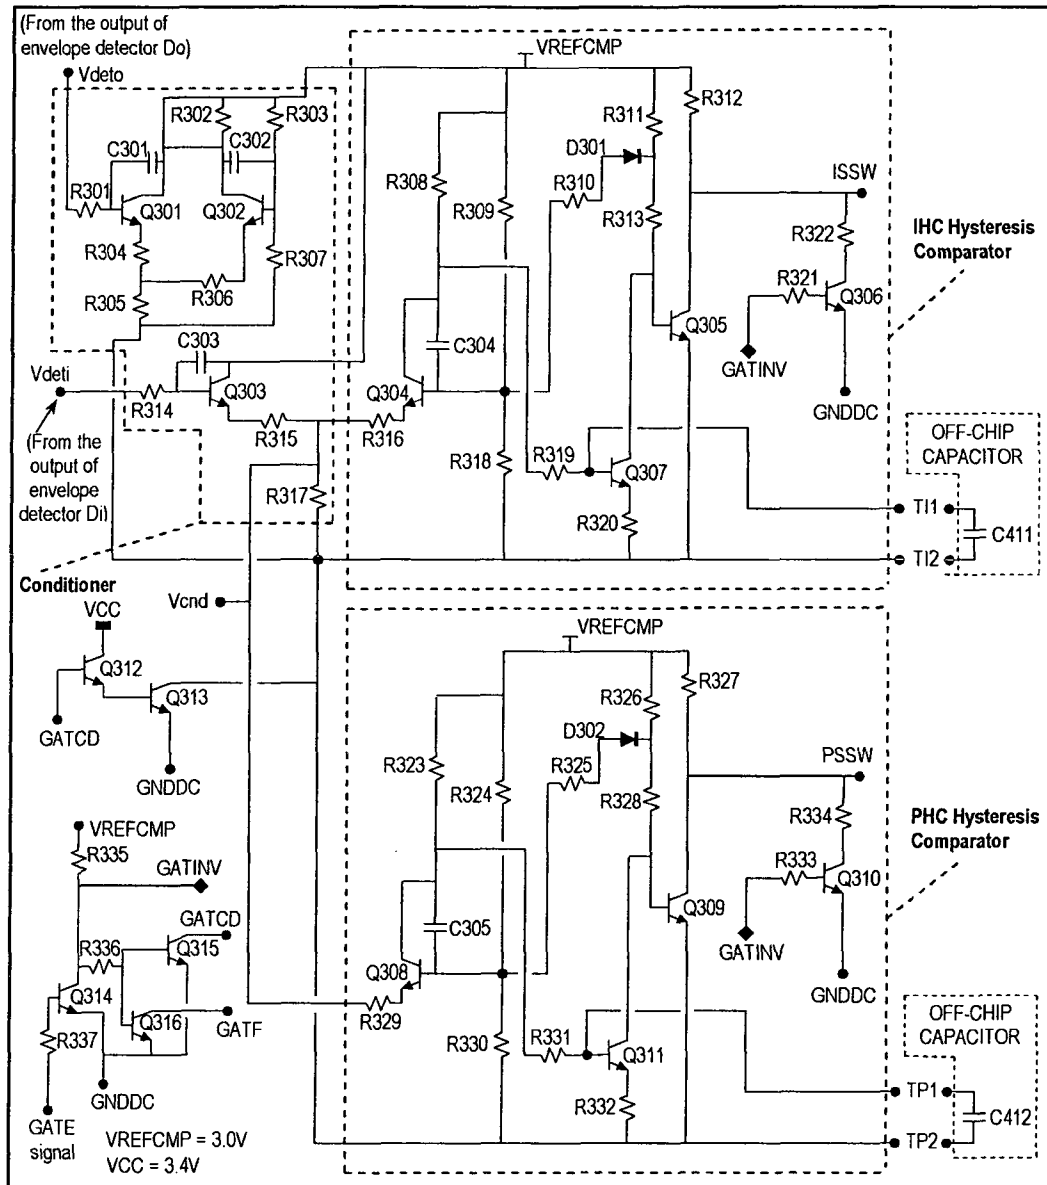 (From the output of
envelope detector Do)
Vdeto
VREFCMP
R302
R303
R312
R311
C301
C302
D301
R301
R308
R310
ISSW
Q301
Q302
R309
R313
IHC Hysteresis
Comparator
R304
R307
R322
R306
R321
R305
Q306
Q305
C303
C304
Vdeti
GATINV
Q303
Q304
R314
GNDDC
R315
R316
(From the
output of
envelope
detector Di)
R318
R319
OFF-CHIP
CAPACITOR
Q307
R317
R320
TI1
C411
TI2
Conditioner
Vcnd
VCC
VREFCMP
Q312
R327
Q313
R326
D302
GATCD
R323
R325
PSSW
R324
R328
GNDDC
R334
PHC Hysteresis
Comparator
VREFCMP
R335
R333
GATINV
Q310
Q309
GATCD
C305
R336
Q315
GATINV
Q308
Q314
GNDDC
Q316
GATF
R329
R337
R330
R331
OFF-CHIP
CAPACITOR
Q311
GNDDC
R332
TP1
C412
GATE
signal
VREFCMP = 3.0V
TP2
VCC = 3.4V